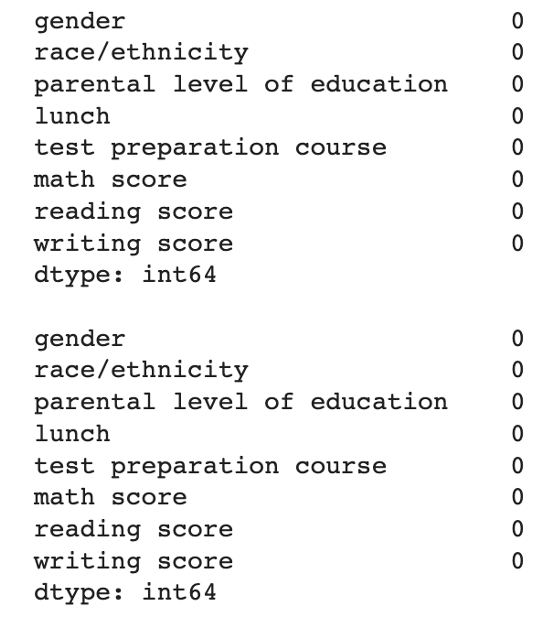 gender 0
race/ethnicity 0
parental level of education 0
lunch 0
test preparation course 0
math score 0
reading score 0
writing score 0
dtype: int64
gender 0
race/ethnicity 0
parental level of education 0
lunch 0
test preparation course 0
math score 0
reading score 0
writing score 0
dtype: int64